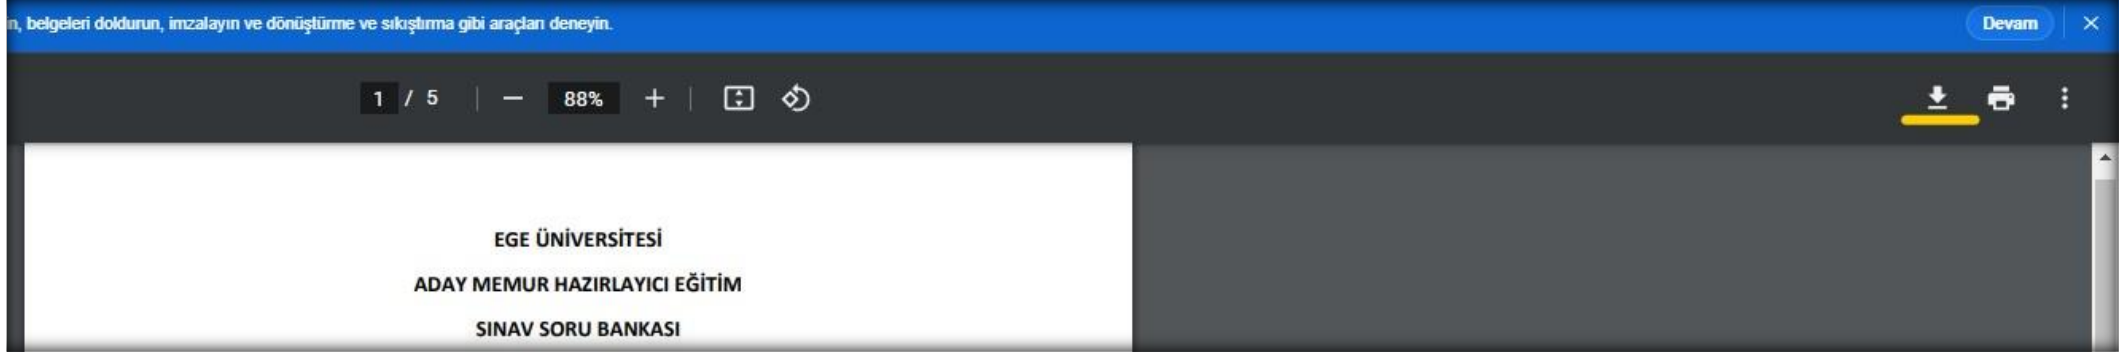 , belgeleri doldurun, imzalayın ve dönüştürme ve sıkıştırma gibi araçları deneyin.
Devam
1 / 5
88%
EGE ÜNİVERSİTESİ
ADAY MEMUR HAZIRLAYICI EĞİTİM
SINAV SORU BANKASI